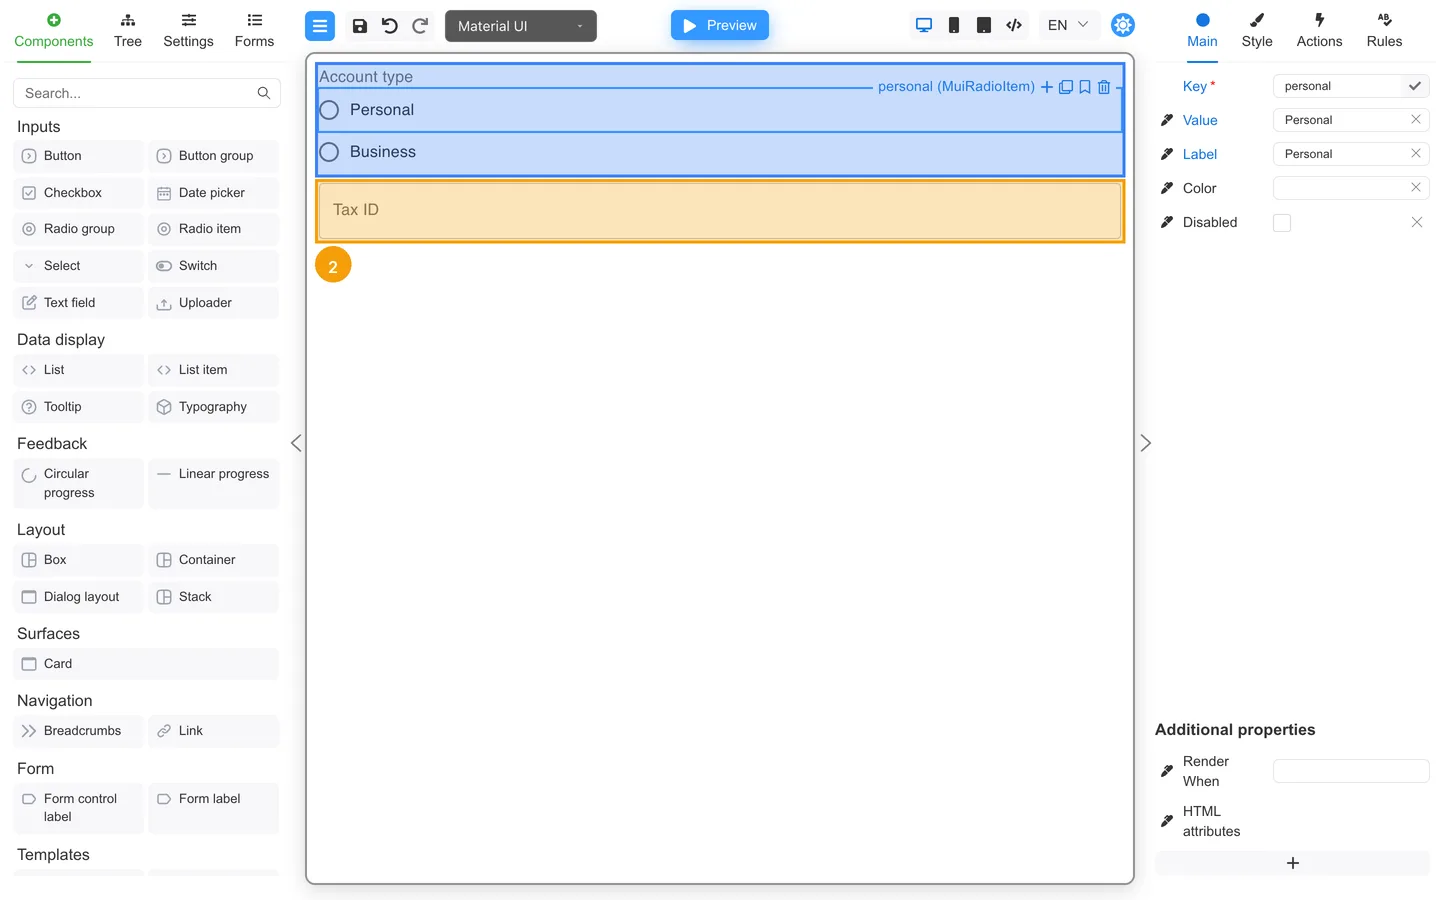 Components
Tree
Settings
Forms
Material UI
Preview
EN
Main
Style
Actions
Rules
Search...
Inputs
Button
Button group
Checkbox
Date picker
Radio group
Radio item
Select
Switch
Text field
Uploader
Data display
List
List item
Tooltip
Typography
Feedback
Circular
progress
Linear progress
Layout
Box
Container
Dialog layout
Stack
Surfaces
Card
Navigation
Breadcrumbs
Link
Form
Form control
label
Form label
Templates
Account type
personal (MuiRadioItem)
Personal
Business
Tax ID
2
Key*
personal
Value
Personal
Label
Personal
Color
Disabled
Additional properties
Render
When
HTML
attributes